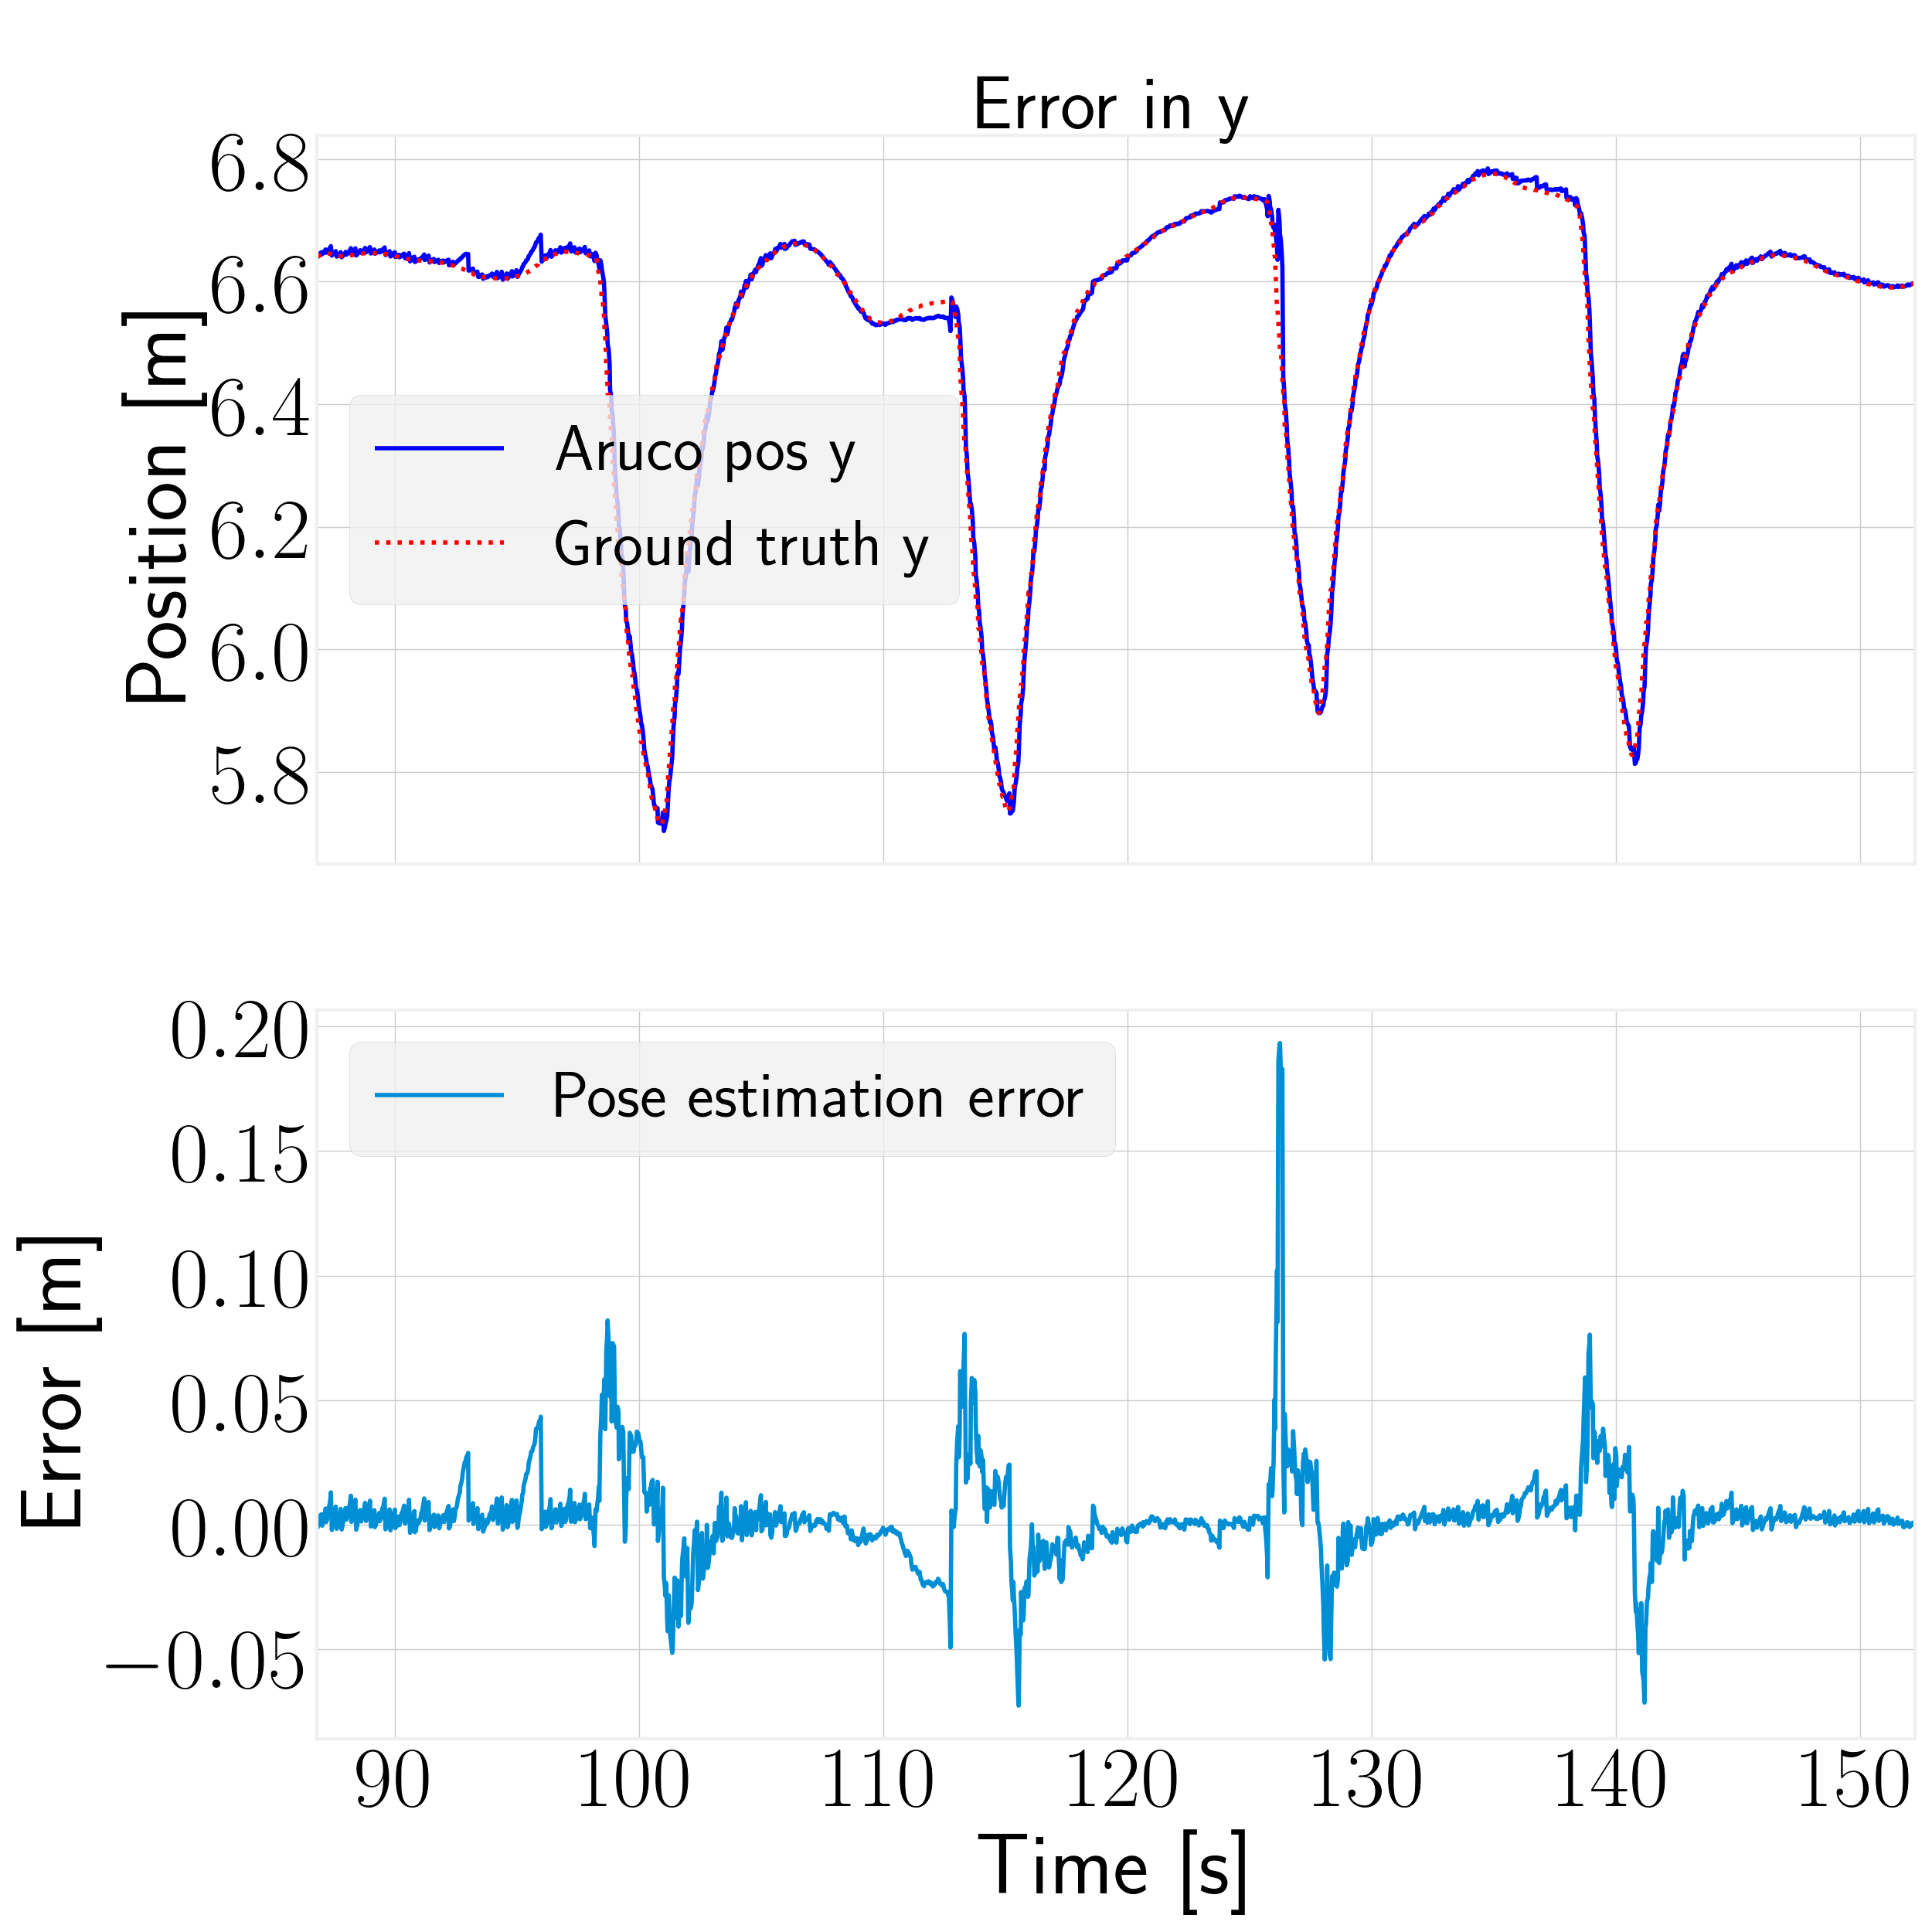 Error in y
Position [m]
6.8
6.6
6.4
6.2
6.0
5.8
Aruco pos y
Ground truth y
Error [m]
0.20
0.15
0.10
0.05
0.00
−0.05
Pose estimation error
90 100 110 120 130 140 150
Time [s]